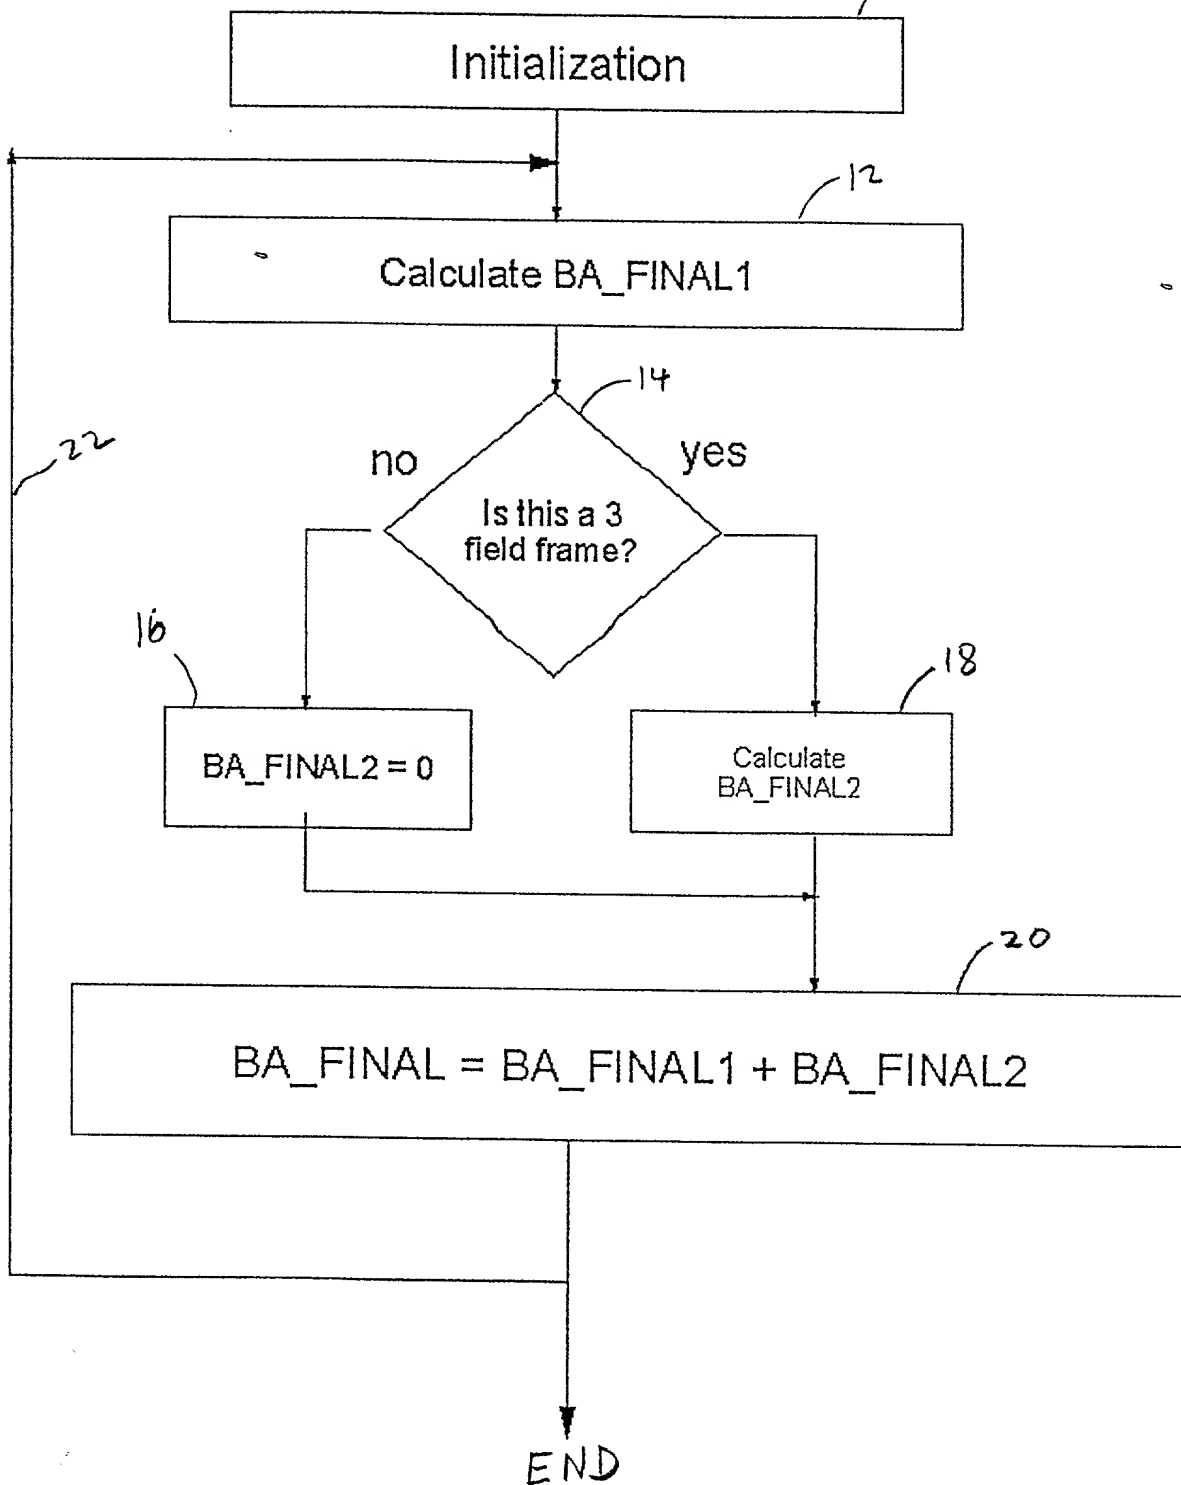 Initialization
12
Calculate BA_FINAL1
14
no
yes
22
Is this a 3
field frame?
16
18
BA_FINAL2 = 0
Calculate
BA_FINAL2
20
BA_FINAL = BA_FINAL1 + BA_FINAL2
END